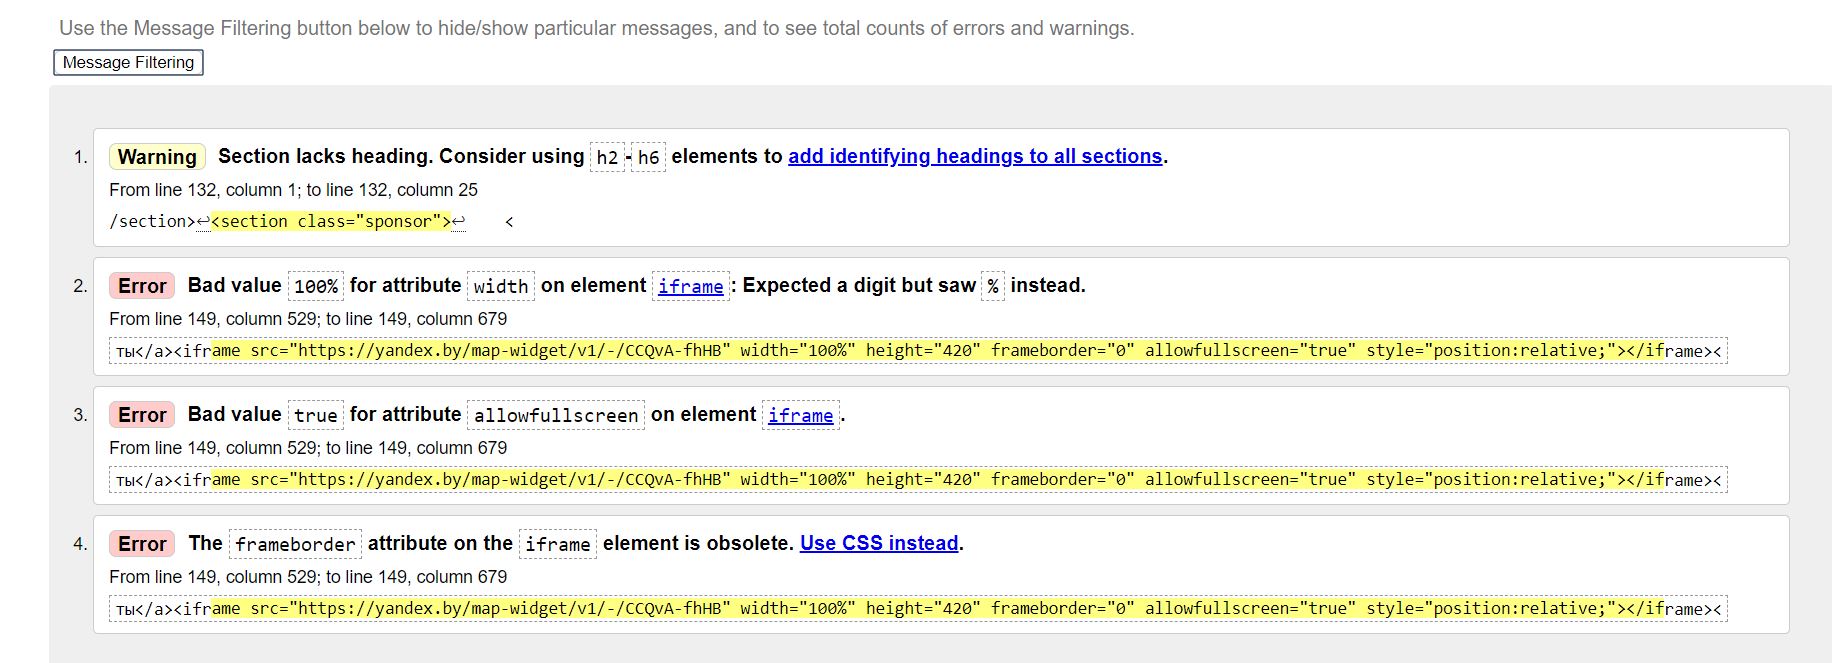 Use the Message Filtering button below to hide/show particular messages, and to see total counts of errors and warnings.
Message Filtering
1. Warning Section lacks heading. Consider using h2-h6 elements to add identifying headings to all sections.
From line 132, column 1; to line 132, column 25
/section>↩<section class="sponsor">↩    <
2. Error Bad value 100% for attribute width on element iframe: Expected a digit but saw % instead.
From line 149, column 529; to line 149, column 679
ты</a><iframe src="https://yandex.by/map-widget/v1/-/CCQvA-fhHB" width="100%" height="420" frameborder="0" allowfullscreen="true" style="position:relative;"></iframe><
3. Error Bad value true for attribute allowfullscreen on element iframe.
From line 149, column 529; to line 149, column 679
ты</a><iframe src="https://yandex.by/map-widget/v1/-/CCQvA-fhHB" width="100%" height="420" frameborder="0" allowfullscreen="true" style="position:relative;"></iframe><
4. Error The frameborder attribute on the iframe element is obsolete. Use CSS instead.
From line 149, column 529; to line 149, column 679
ты</a><iframe src="https://yandex.by/map-widget/v1/-/CCQvA-fhHB" width="100%" height="420" frameborder="0" allowfullscreen="true" style="position:relative;"></iframe><